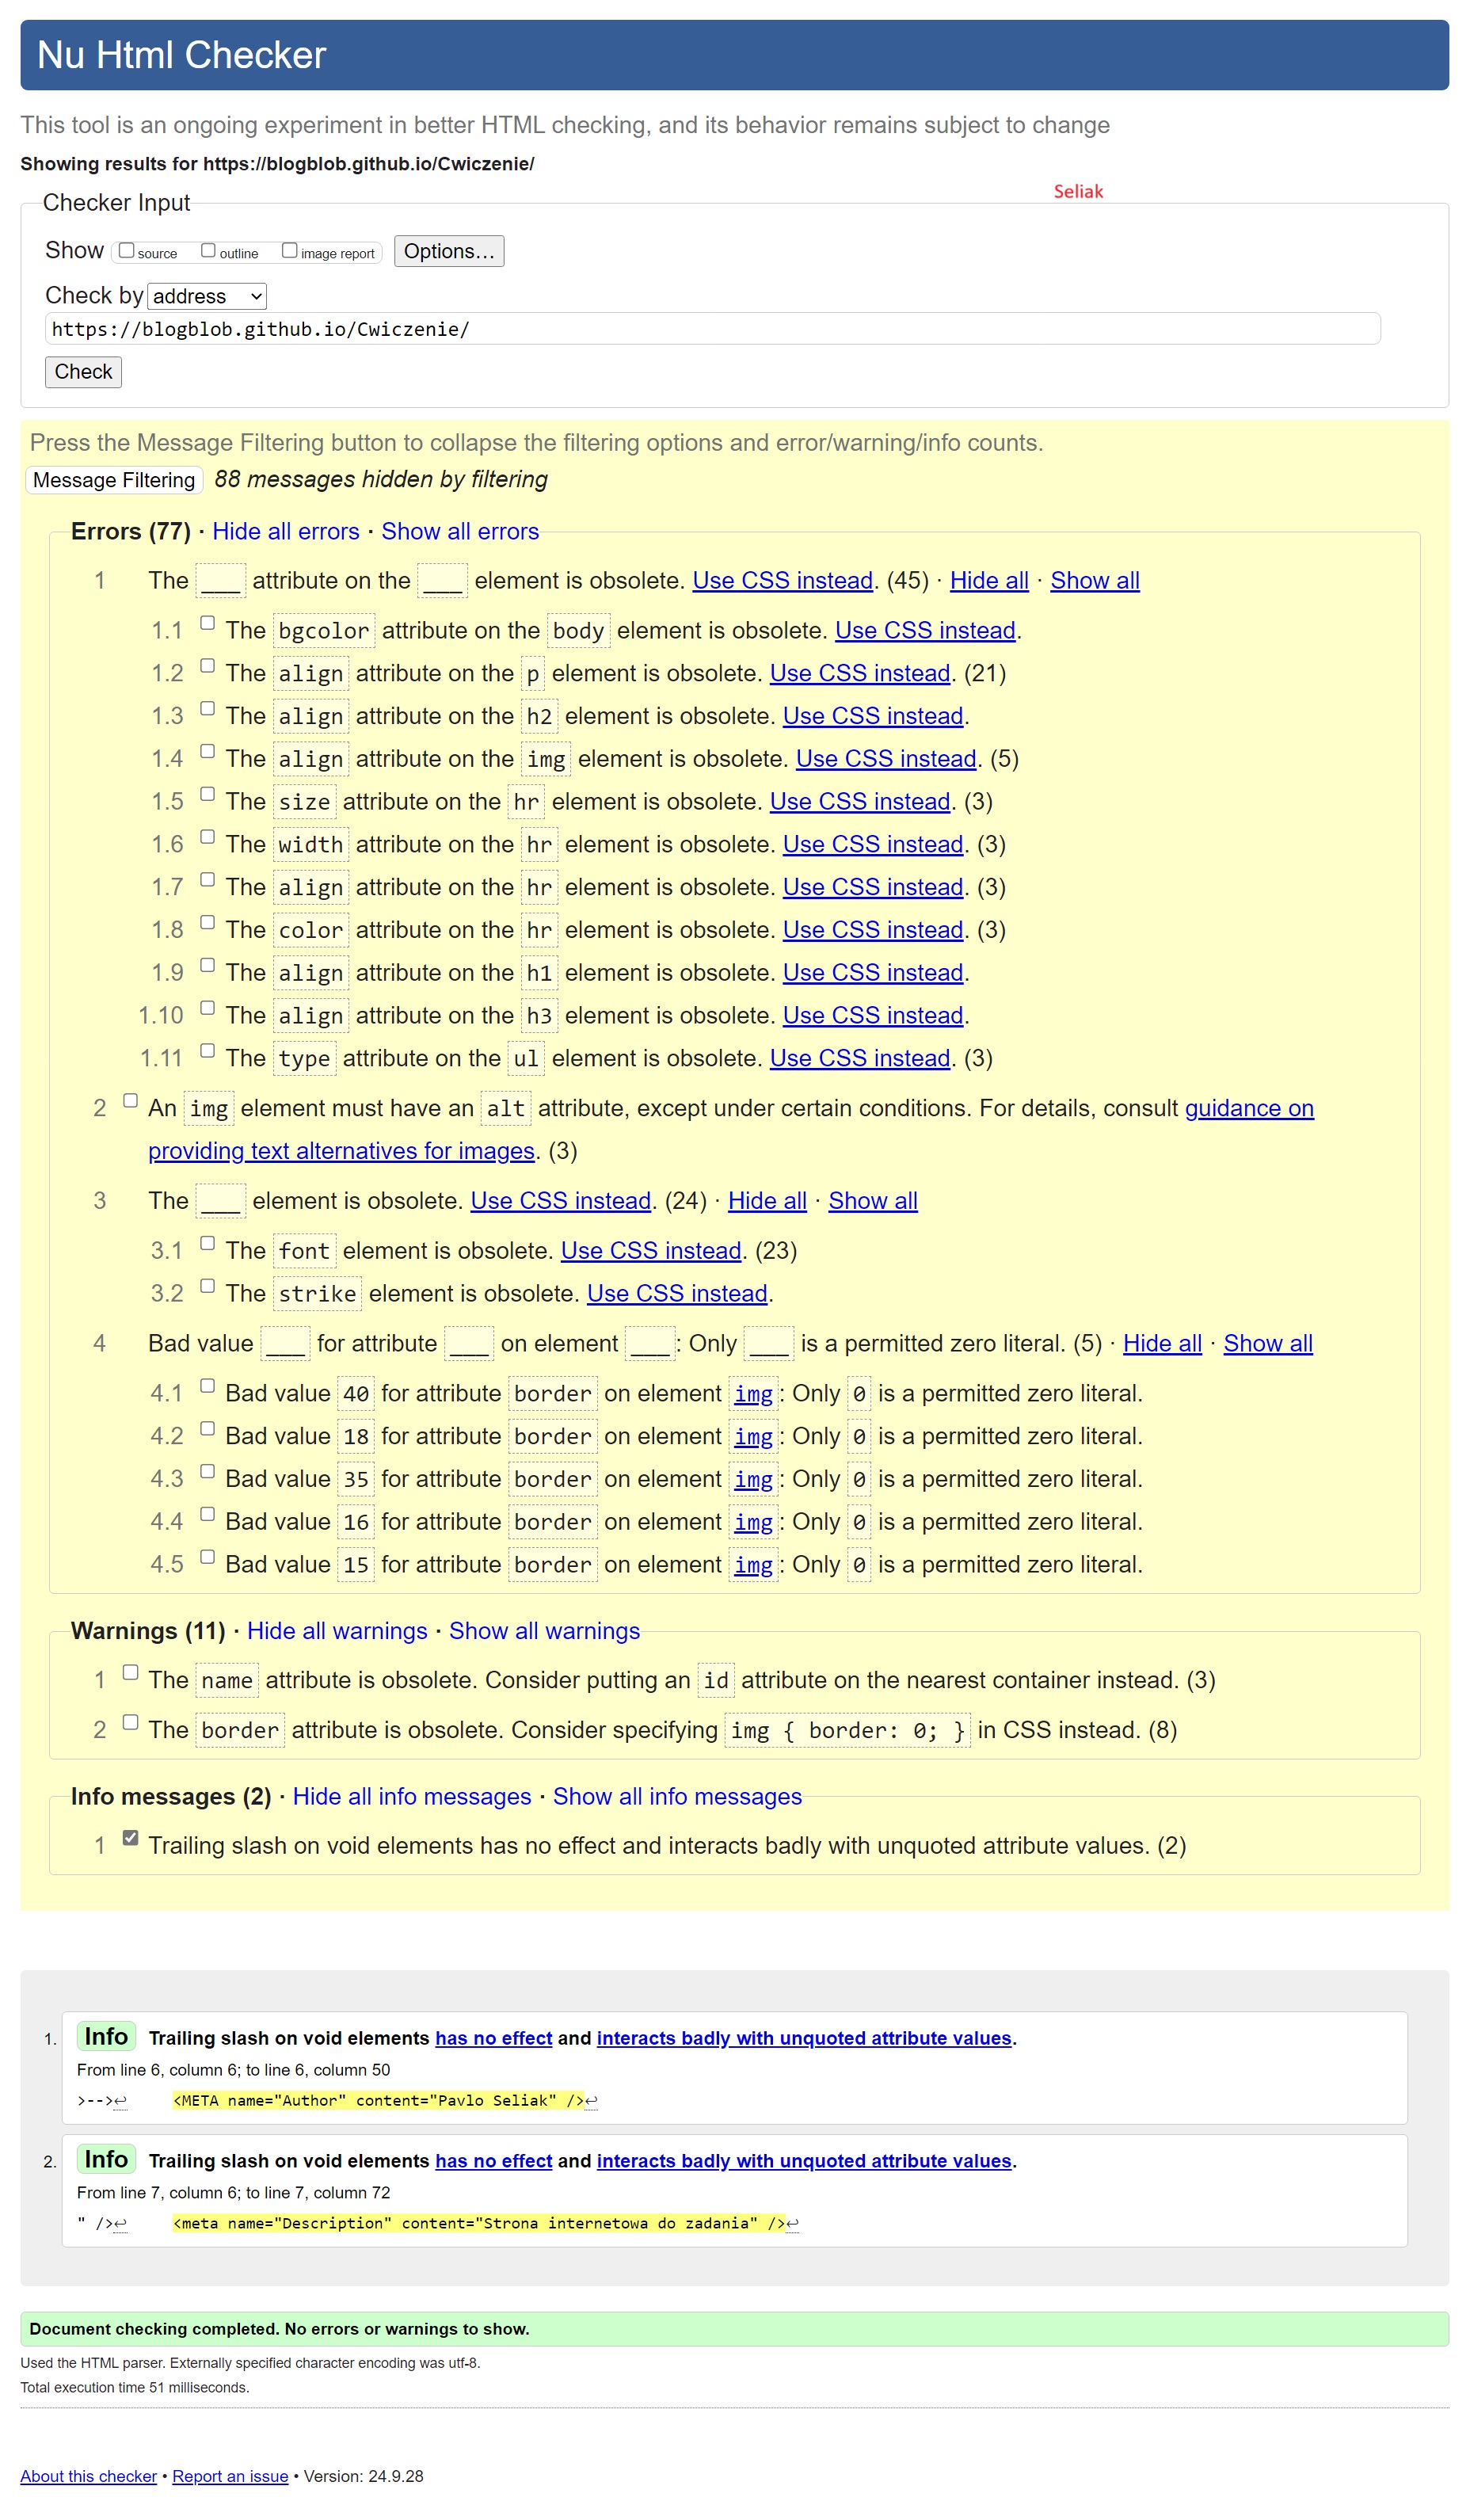 Nu Html Checker
This tool is an ongoing experiment in better HTML checking, and its behavior remains subject to change
Showing results for https://blogblob.github.io/Cwiczenie/
Seliak
Checker Input
Show source outline image report Options…
Check by address
https://blogblob.github.io/Cwiczenie/
Check
Press the Message Filtering button to collapse the filtering options and error/warning/info counts.
Message Filtering 88 messages hidden by filtering
Errors (77) · Hide all errors · Show all errors
1 The ___ attribute on the ___ element is obsolete. Use CSS instead. (45) · Hide all · Show all
1.1 The bgcolor attribute on the body element is obsolete. Use CSS instead.
1.2 The align attribute on the p element is obsolete. Use CSS instead. (21)
1.3 The align attribute on the h2 element is obsolete. Use CSS instead.
1.4 The align attribute on the img element is obsolete. Use CSS instead. (5)
1.5 The size attribute on the hr element is obsolete. Use CSS instead. (3)
1.6 The width attribute on the hr element is obsolete. Use CSS instead. (3)
1.7 The align attribute on the hr element is obsolete. Use CSS instead. (3)
1.8 The color attribute on the hr element is obsolete. Use CSS instead. (3)
1.9 The align attribute on the h1 element is obsolete. Use CSS instead.
1.10 The align attribute on the h3 element is obsolete. Use CSS instead.
1.11 The type attribute on the ul element is obsolete. Use CSS instead. (3)
2 An img element must have an alt attribute, except under certain conditions. For details, consult guidance on
providing text alternatives for images. (3)
3 The ___ element is obsolete. Use CSS instead. (24) · Hide all · Show all
3.1 The font element is obsolete. Use CSS instead. (23)
3.2 The strike element is obsolete. Use CSS instead.
4 Bad value ___ for attribute ___ on element ___: Only ___ is a permitted zero literal. (5) · Hide all · Show all
4.1 Bad value 40 for attribute border on element img: Only 0 is a permitted zero literal.
4.2 Bad value 18 for attribute border on element img: Only 0 is a permitted zero literal.
4.3 Bad value 35 for attribute border on element img: Only 0 is a permitted zero literal.
4.4 Bad value 16 for attribute border on element img: Only 0 is a permitted zero literal.
4.5 Bad value 15 for attribute border on element img: Only 0 is a permitted zero literal.
Warnings (11) · Hide all warnings · Show all warnings
1 The name attribute is obsolete. Consider putting an id attribute on the nearest container instead. (3)
2 The border attribute is obsolete. Consider specifying img { border: 0; } in CSS instead. (8)
Info messages (2) · Hide all info messages · Show all info messages
1 Trailing slash on void elements has no effect and interacts badly with unquoted attribute values. (2)
1. Info Trailing slash on void elements has no effect and interacts badly with unquoted attribute values.
From line 6, column 6; to line 6, column 50
>-->↩ <META name="Author" content="Pavlo Seliak" />↩
2. Info Trailing slash on void elements has no effect and interacts badly with unquoted attribute values.
From line 7, column 6; to line 7, column 72
" />↩ <meta name="Description" content="Strona internetowa do zadania" />↩
Document checking completed. No errors or warnings to show.
Used the HTML parser. Externally specified character encoding was utf-8.
Total execution time 51 milliseconds.
About this checker • Report an issue • Version: 24.9.28